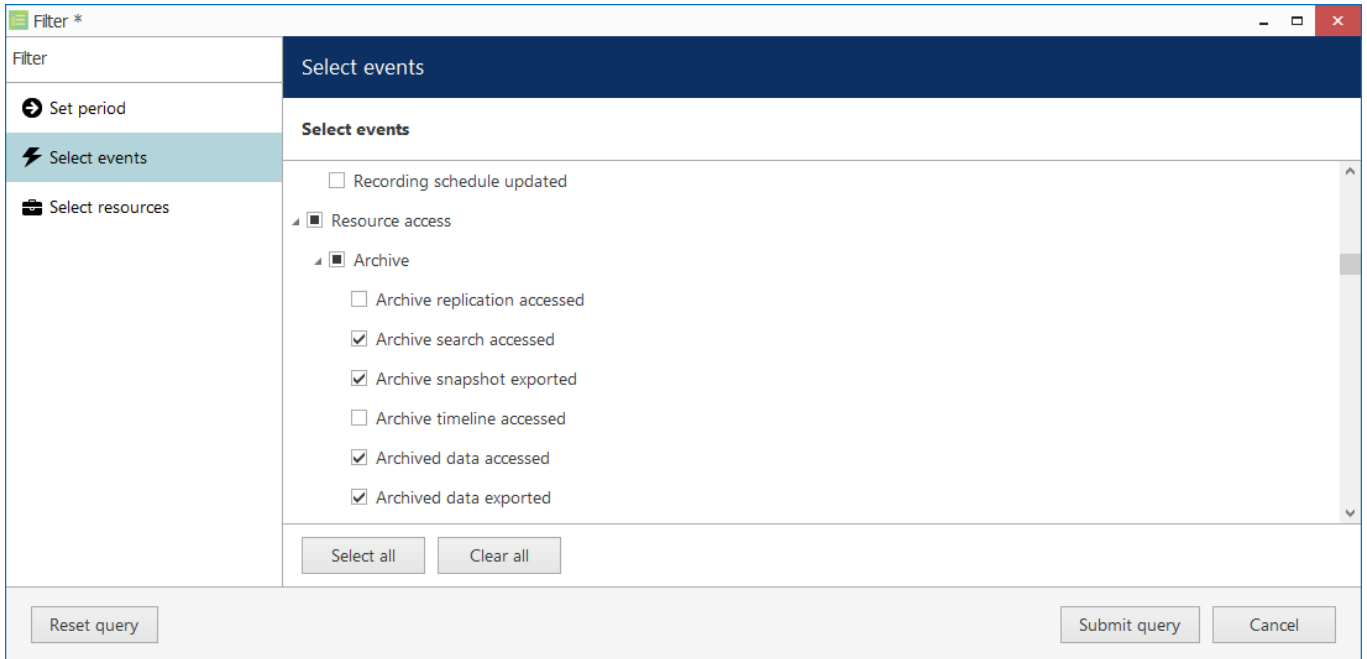 Filter *
Filter
Set period
Select events
Select resources
Select events
Select events
Recording schedule updated
Resource access
Archive
Archive replication accessed
Archive search accessed
Archive snapshot exported
Archive timeline accessed
Archived data accessed
Archived data exported
Select all Clear all
Reset query Submit query Cancel